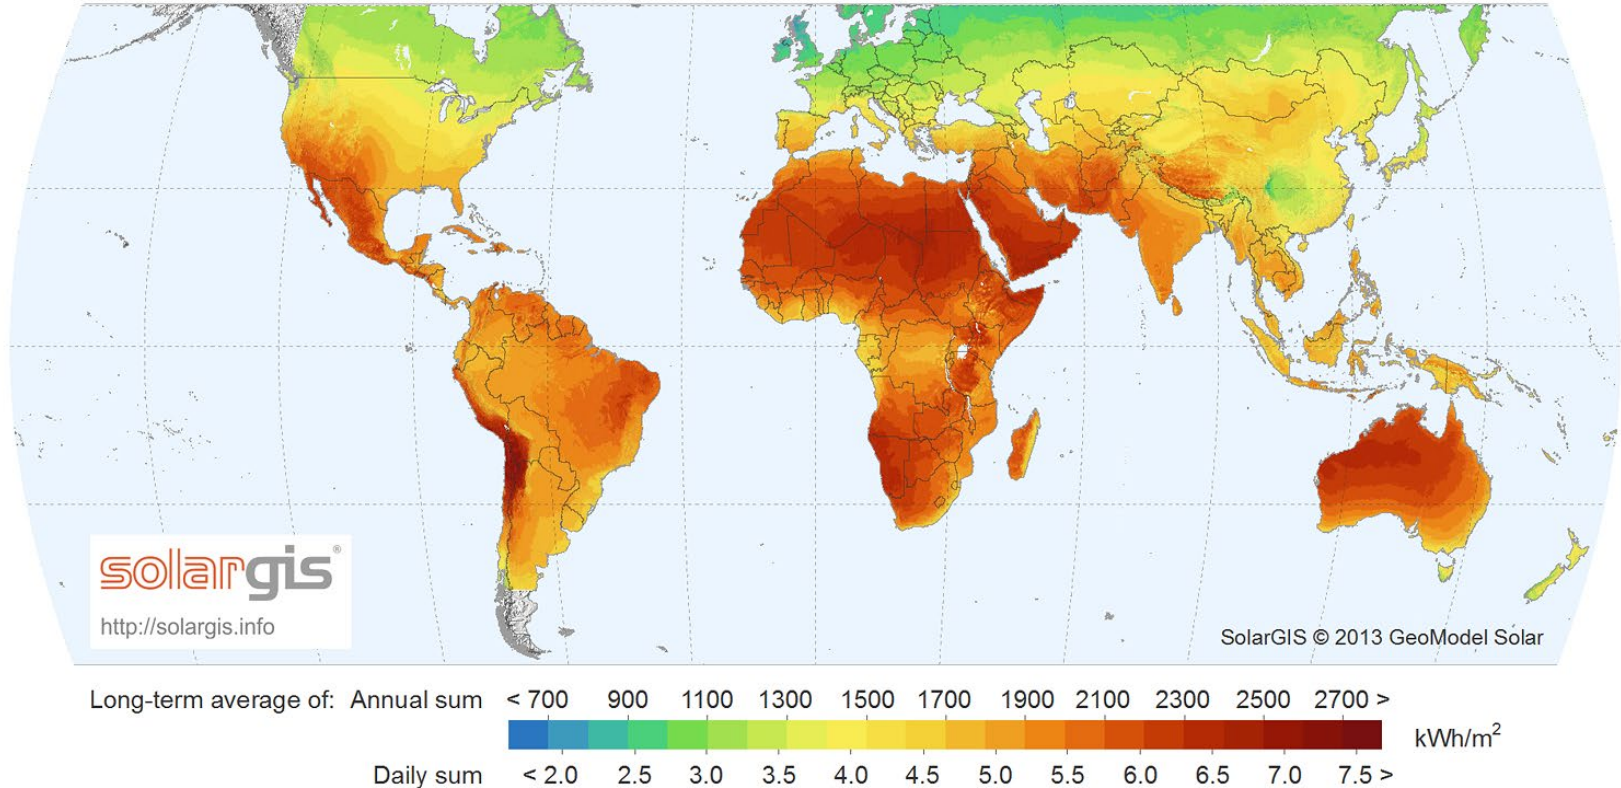 solargis®
http://solargis.info
SolarGIS © 2013 GeoModel Solar
Long-term average of: Annual sum < 700 900 1100 1300 1500 1700 1900 2100 2300 2500 2700 >
kWh/m²
Daily sum < 2.0 2.5 3.0 3.5 4.0 4.5 5.0 5.5 6.0 6.5 7.0 7.5 >